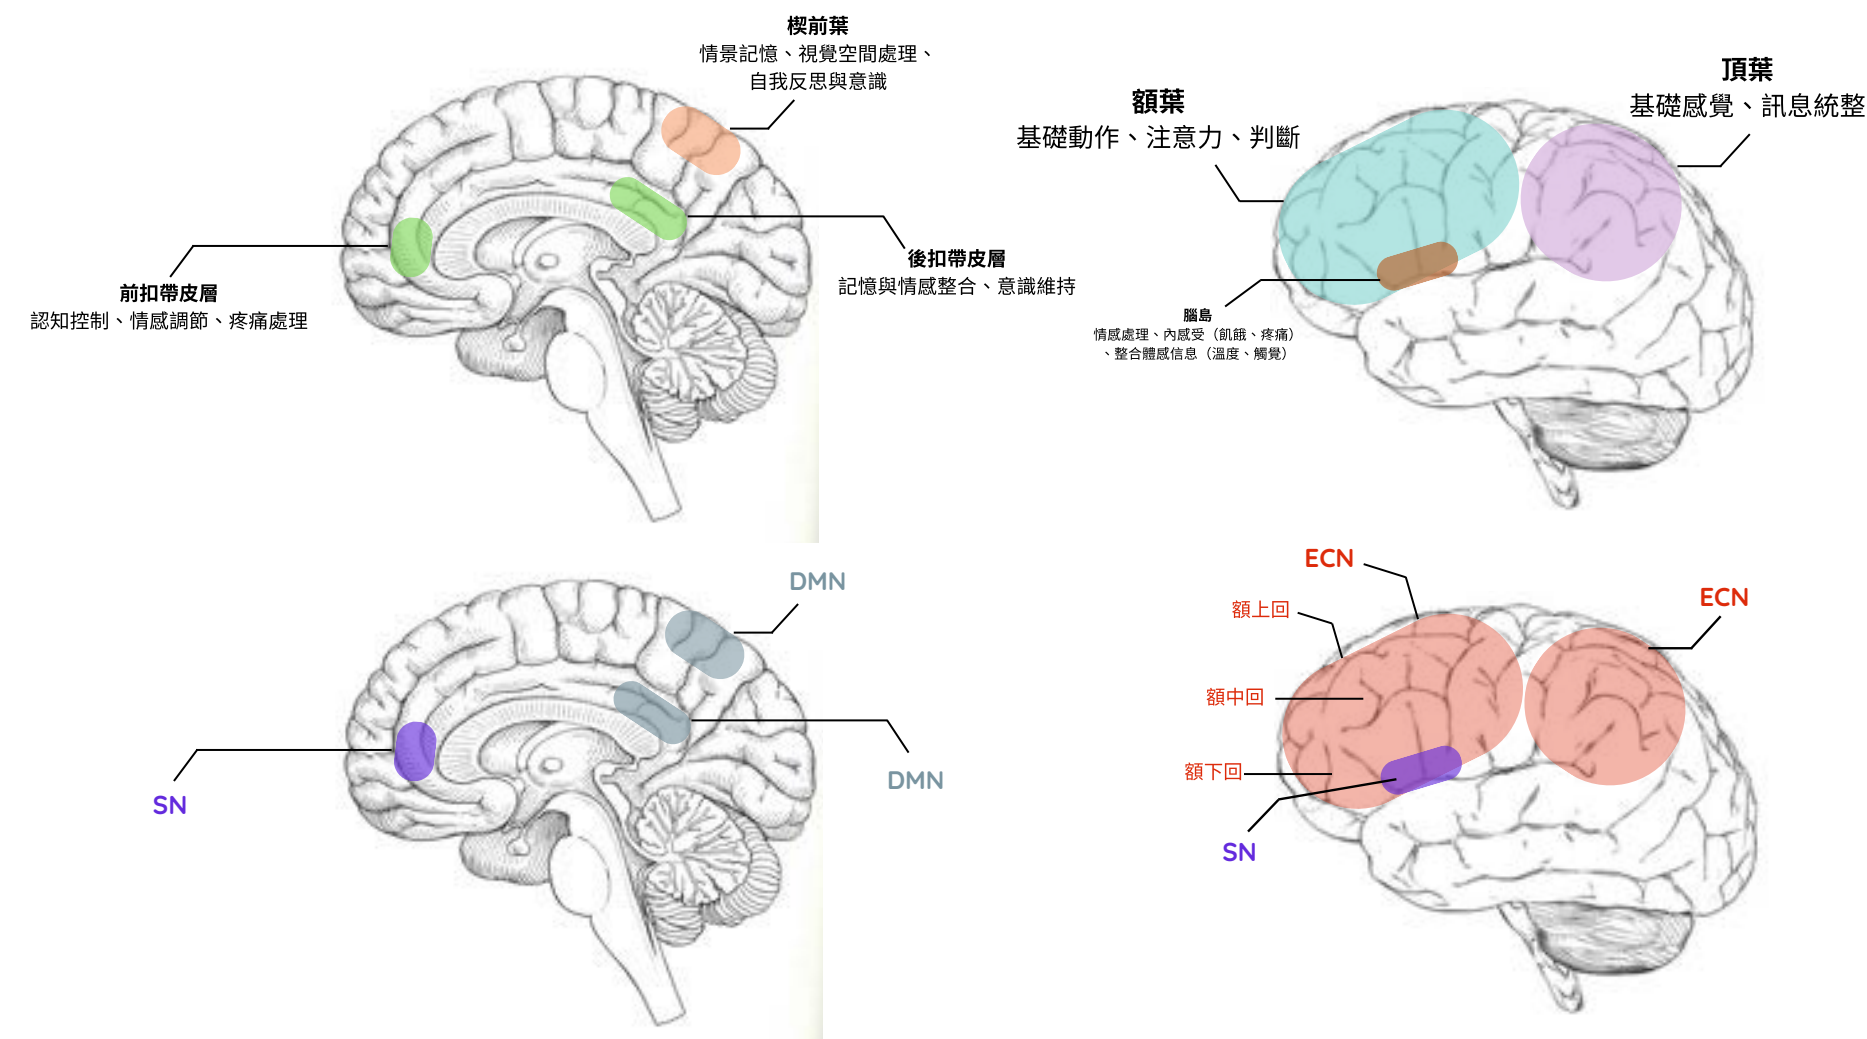 楔前葉
情景記憶、視覺空間處理、
自我反思與意識
後扣帶皮層
記憶與情感整合、意識維持
前扣帶皮層
認知控制、情感調節、疼痛處理
額葉
基礎動作、注意力、判斷
頂葉
基礎感覺、訊息統整
腦島
情感處理、內感受（飢餓、疼痛）
、整合體感信息（溫度、觸覺）
DMN
DMN
SN
ECN
額上回
額中回
額下回
SN
ECN